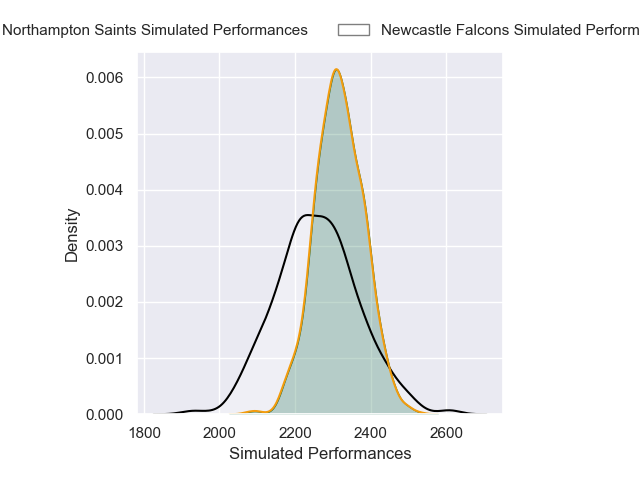 Northampton Saints Simulated Performances Newcastle Falcons Simulated Perform
0.006
0.005
0.004
0.003
0.002
0.001
0.000
Density
1800 2000 2200 2400 2600
Simulated Performances